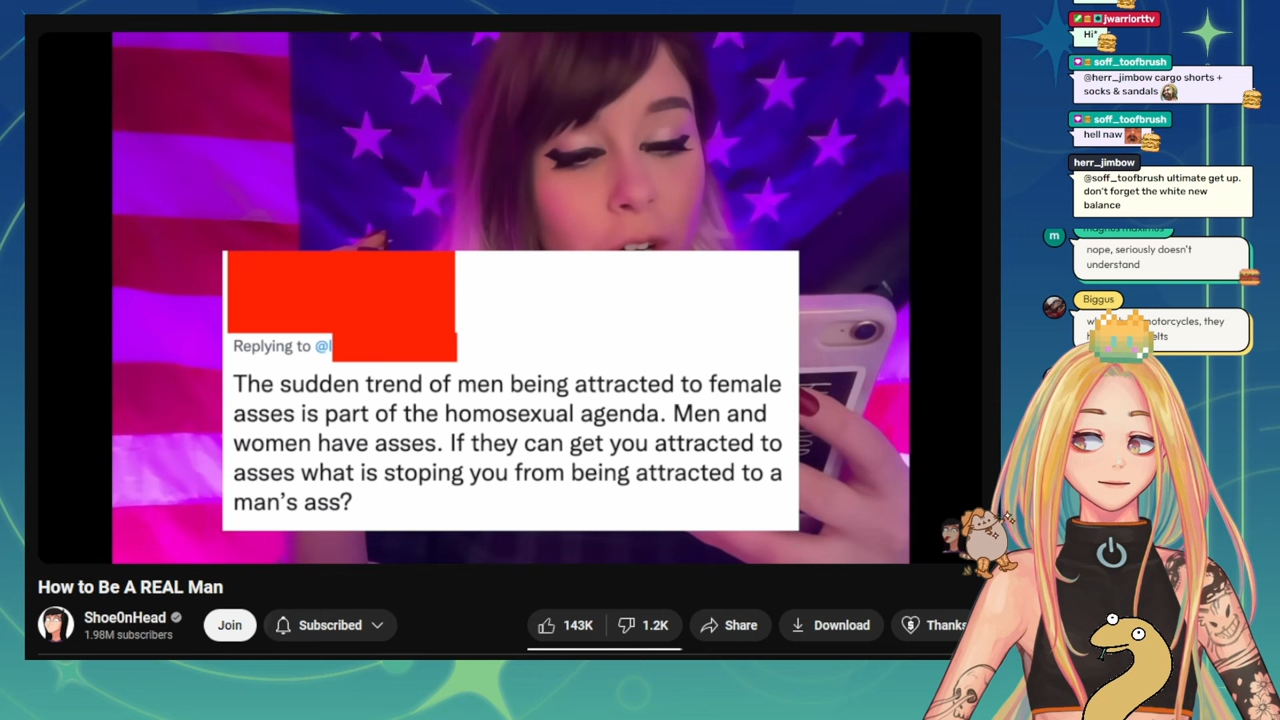 Replying to @l
The sudden trend of men being attracted to female
asses is part of the homosexual agenda. Men and
women have asses. If they can get you attracted to
asses what is stoping you from being attracted to a
man's ass?
How to Be A REAL Man
Shoe0nHead
1.98M subscribers
Join
Subscribed
143K
1.2K
Share
Download
Thanks
jwarriorttv
Hi*
soff_toofbrush
@herr_jimbow cargo shorts +
socks & sandals
soff_toofbrush
hell naw
herr_jimbow
@soff_toofbrush ultimate get up.
don't forget the white new
balance
m
magnus maximus
nope, seriously doesn't
understand
Biggus
motorcycles, they